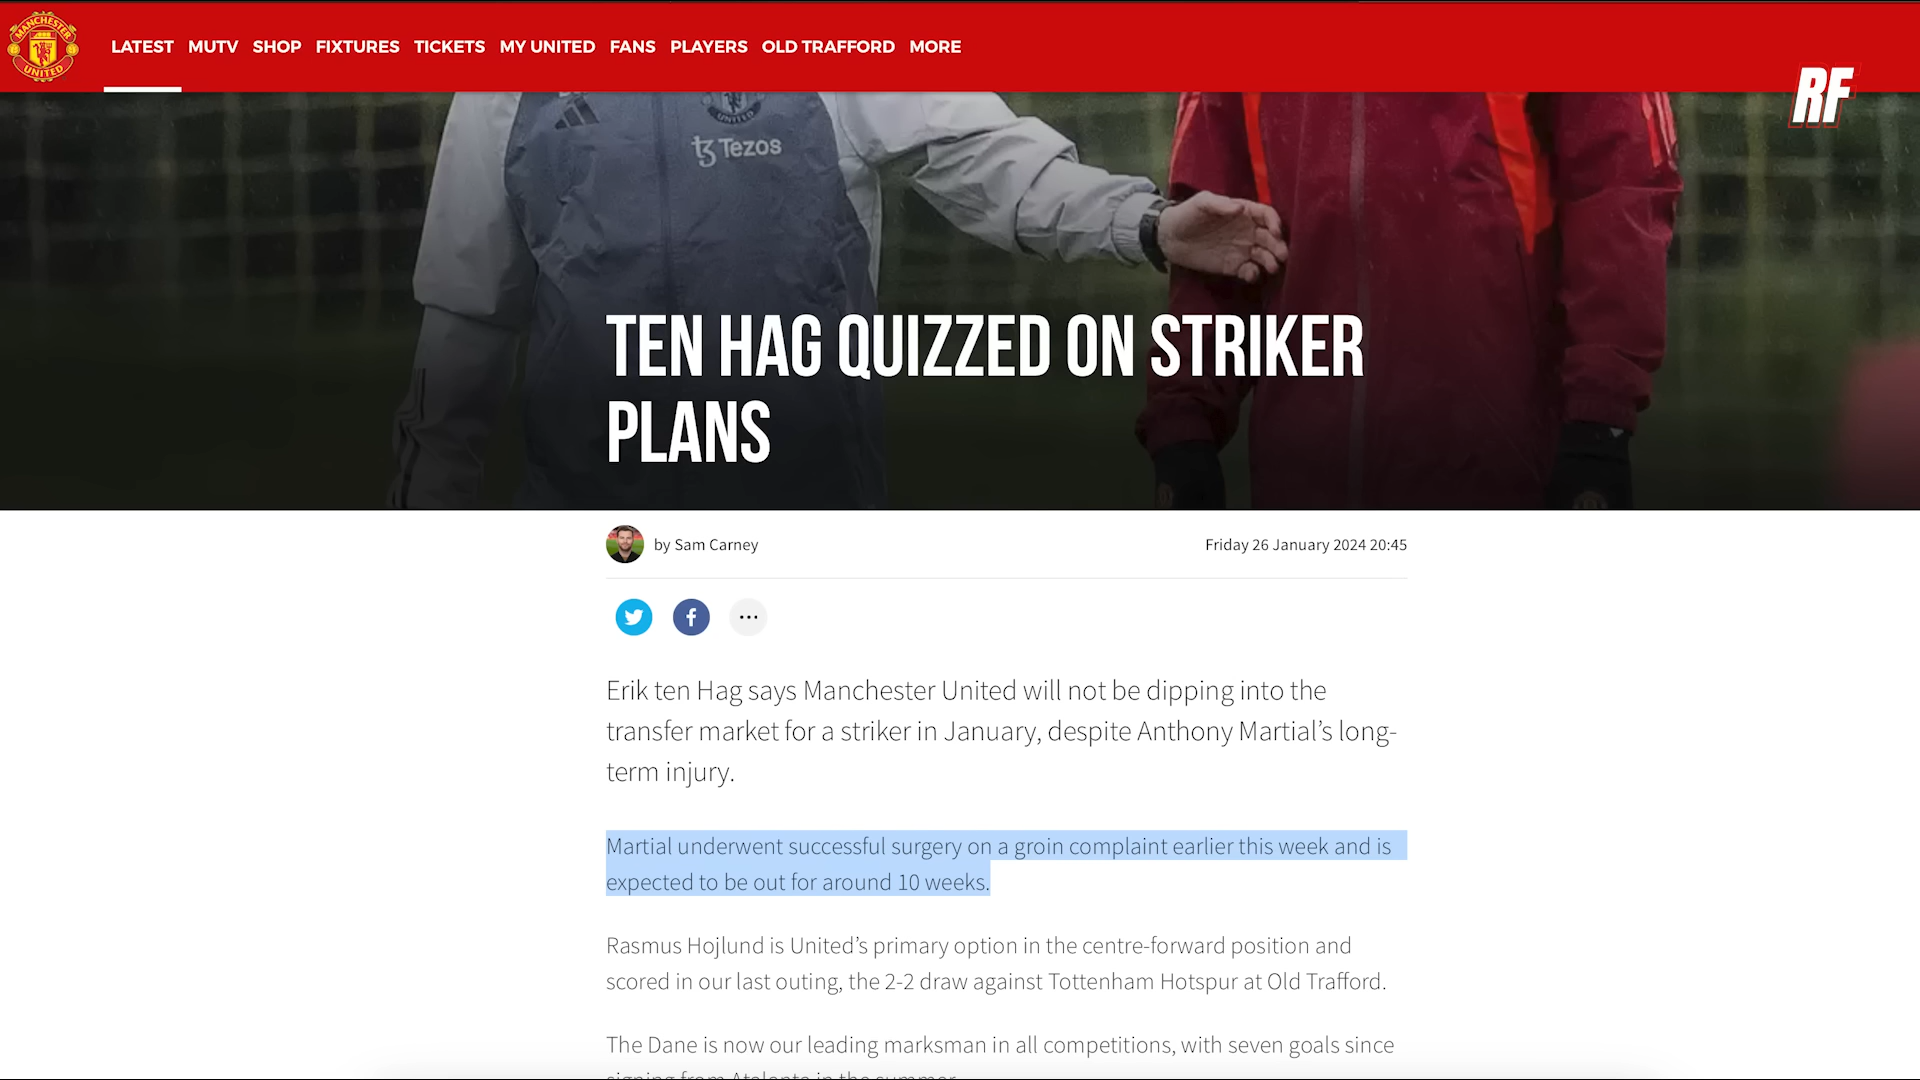 MANCHESTER
UNITED
LATEST MUTV SHOP FIXTURES TICKETS MY UNITED FANS PLAYERS OLD TRAFFORD MORE
RF
UNITED
Tezos
TEN HAG QUIZZED ON STRIKER
PLANS
by Sam Carney
Friday 26 January 2024 20:45
Erik ten Hag says Manchester United will not be dipping into the
transfer market for a striker in January, despite Anthony Martial’s long-
term injury.
Martial underwent successful surgery on a groin complaint earlier this week and is
expected to be out for around 10 weeks.
Rasmus Hojlund is United’s primary option in the centre-forward position and
scored in our last outing, the 2-2 draw against Tottenham Hotspur at Old Trafford.
The Dane is now our leading marksman in all competitions, with seven goals since
signing from Atalanta in the summer.